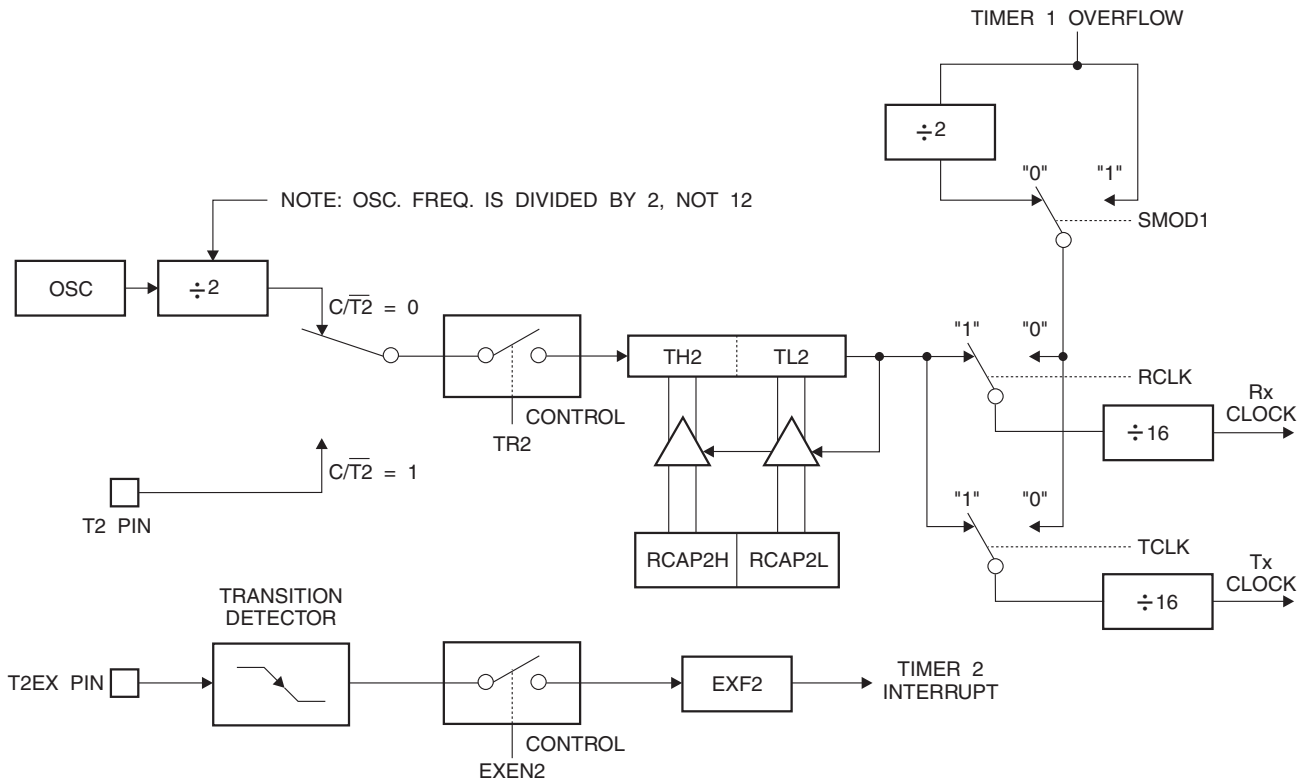 TIMER 1 OVERFLOW
÷2
"0" "1"
SMOD1
NOTE: OSC. FREQ. IS DIVIDED BY 2, NOT 12
OSC
÷2
C/T2̅ = 0
TH2 TL2
"1" "0"
RCLK
Rx
CLOCK
÷16
CONTROL
TR2
C/T2̅ = 1
T2 PIN
RCAP2H RCAP2L
"1" "0"
TCLK
Tx
CLOCK
÷16
TRANSITION
DETECTOR
T2EX PIN
EXF2
TIMER 2
INTERRUPT
CONTROL
EXEN2